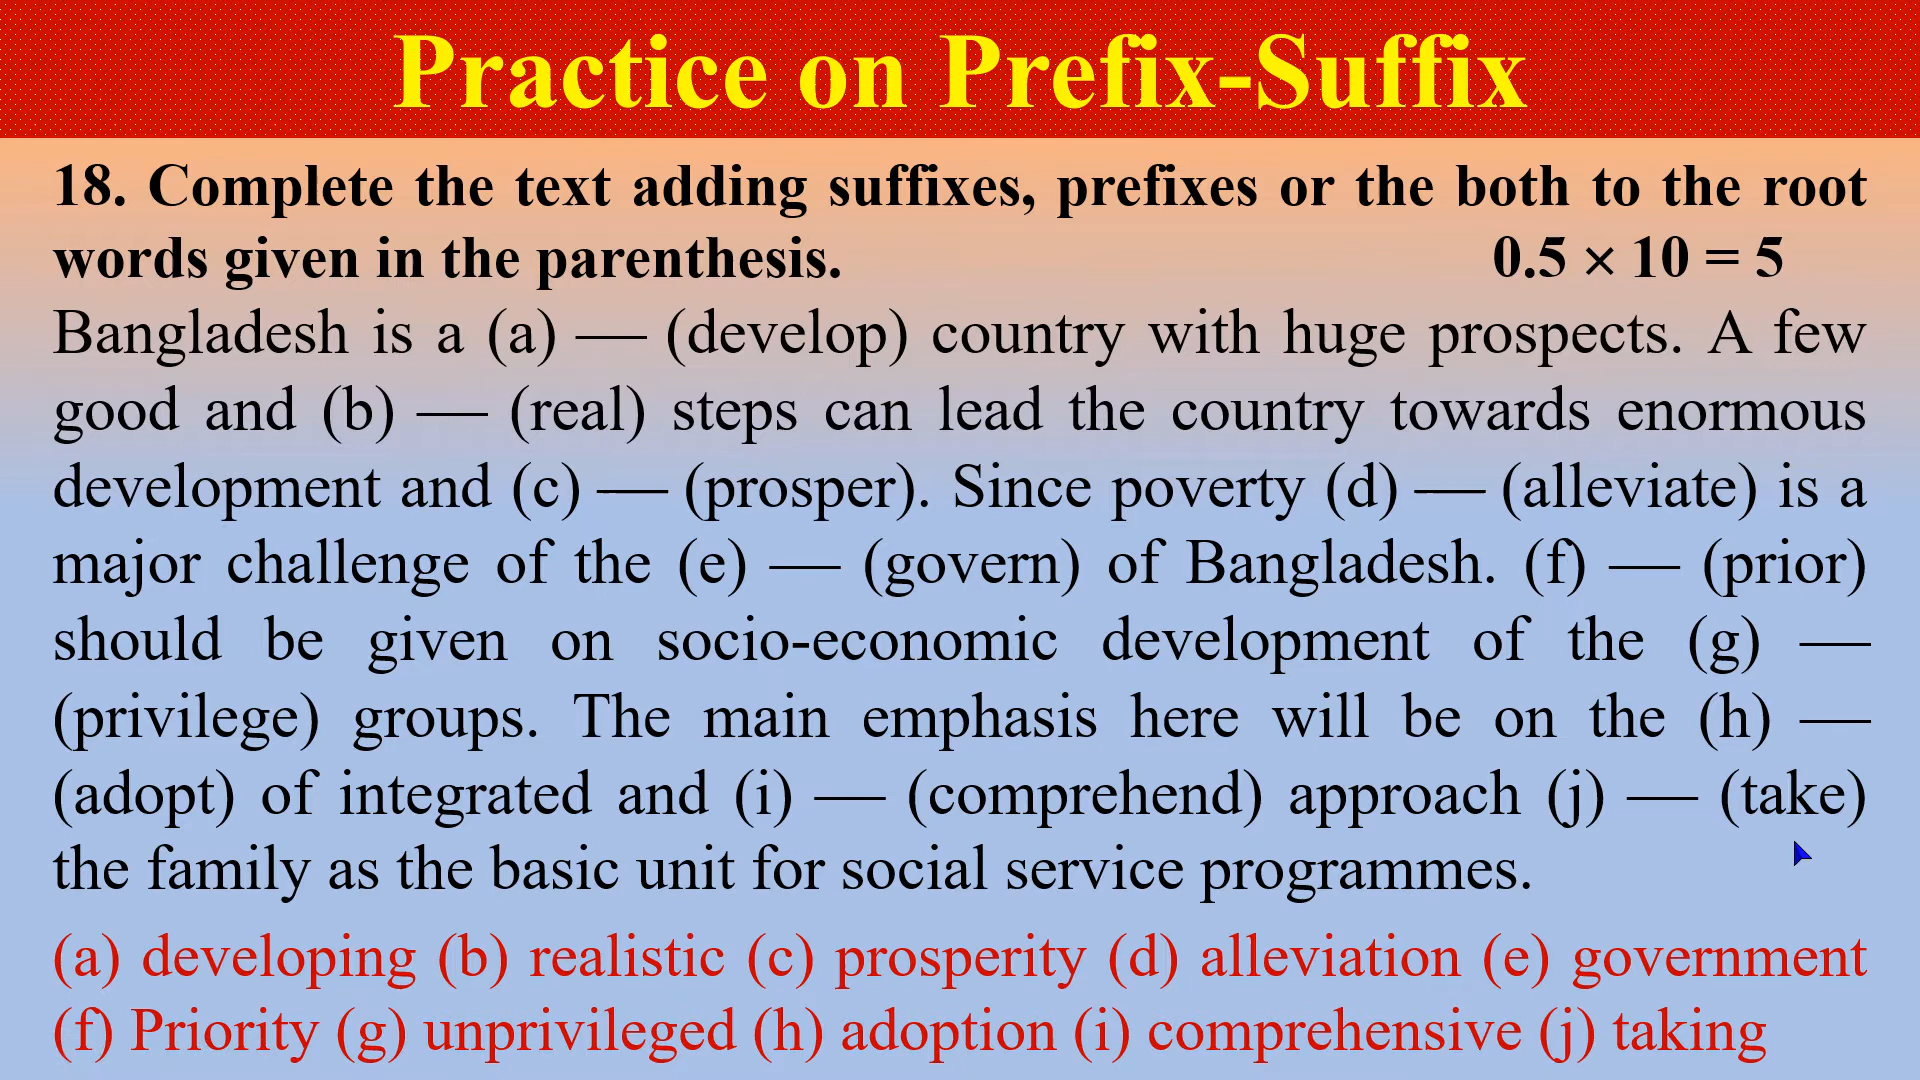 Practice on Prefix-Suffix
18. Complete the text adding suffixes, prefixes or the both to the root
words given in the parenthesis. 0.5 × 10 = 5
Bangladesh is a (a) — (develop) country with huge prospects. A few
good and (b) — (real) steps can lead the country towards enormous
development and (c) — (prosper). Since poverty (d) — (alleviate) is a
major challenge of the (e) — (govern) of Bangladesh. (f) — (prior)
should be given on socio-economic development of the (g) —
(privilege) groups. The main emphasis here will be on the (h) —
(adopt) of integrated and (i) — (comprehend) approach (j) — (take)
the family as the basic unit for social service programmes.
(a) developing (b) realistic (c) prosperity (d) alleviation (e) government
(f) Priority (g) unprivileged (h) adoption (i) comprehensive (j) taking